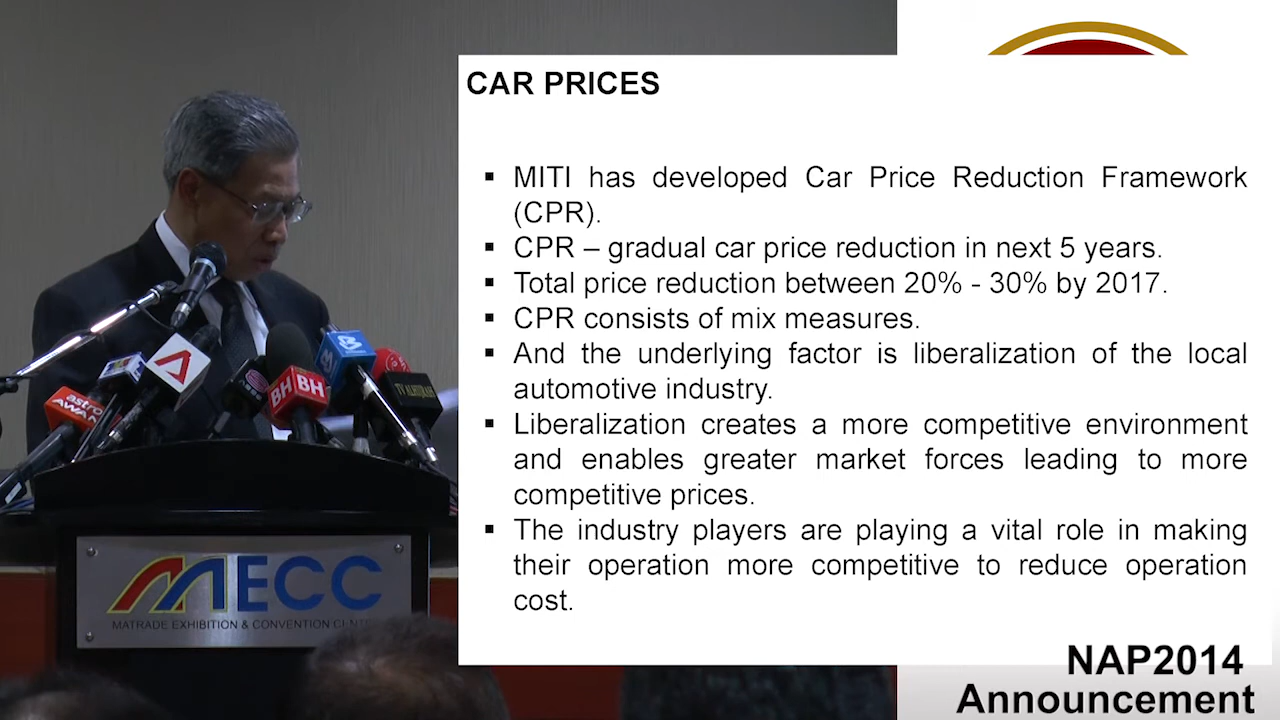 CAR PRICES
▪ MITI has developed Car Price Reduction Framework
(CPR).
▪ CPR – gradual car price reduction in next 5 years.
▪ Total price reduction between 20% - 30% by 2017.
▪ CPR consists of mix measures.
▪ And the underlying factor is liberalization of the local
automotive industry.
▪ Liberalization creates a more competitive environment
and enables greater market forces leading to more
competitive prices.
▪ The industry players are playing a vital role in making
their operation more competitive to reduce operation
cost.
NAP2014
Announcement
astro
AWANI
BH BH
TV ALHIJRAH
MECC
MATRADE EXHIBITION & CONVENTION CENTRE